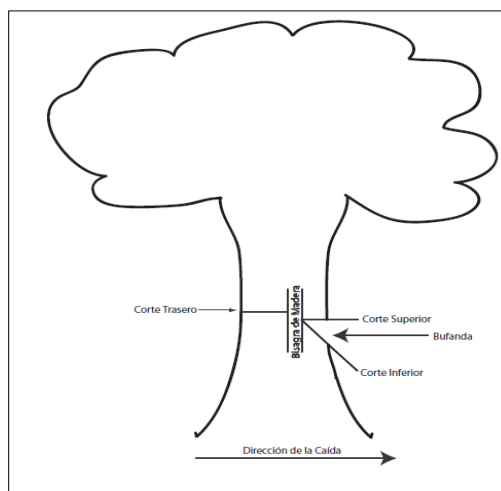 Bisagra de Madera
Corte Trasero
Corte Superior
Bufanda
Corte Inferior
Dirección de la Caída